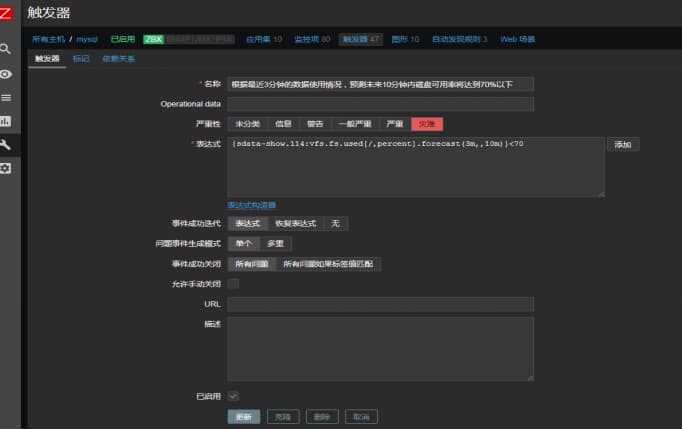 触发器
所有主机 / mysql 已启用 ZBX 应用集 10 监控项 80 触发器 47 图形 10 自动发现规则 3 Web 场景
触发器 标记 依赖关系
* 名称 根据最近3分钟的数据使用情况，预测未来10分钟内磁盘可用率将达到70%以下
Operational data
严重性 未分类 信息 警告 一般严重 严重 灾难
* 表达式 {sdata-show.114:vfs.fs.used[/,percent].forecast(3m,,10m)}<70 添加
表达式构造器
事件成功迭代 表达式 恢复表达式 无
问题事件生成模式 单个 多重
事件成功关闭 所有问题 所有问题如果标签值匹配
允许手动关闭
URL
描述
已启用
更新 克隆 删除 取消